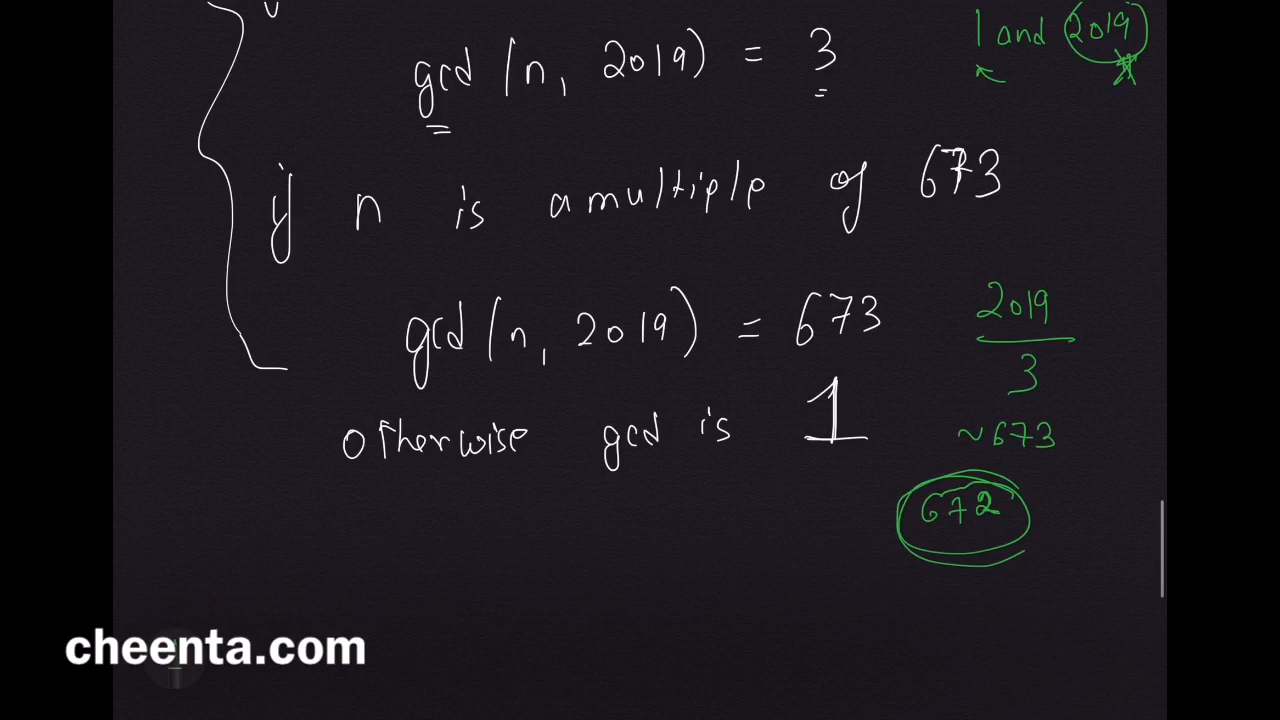 gcd (n, 2019) = 3
1 and 2019
if n is a multiple of 673
gcd (n, 2019) = 673
2019
3
otherwise gcd is 1
~ 673
672
cheenta.com